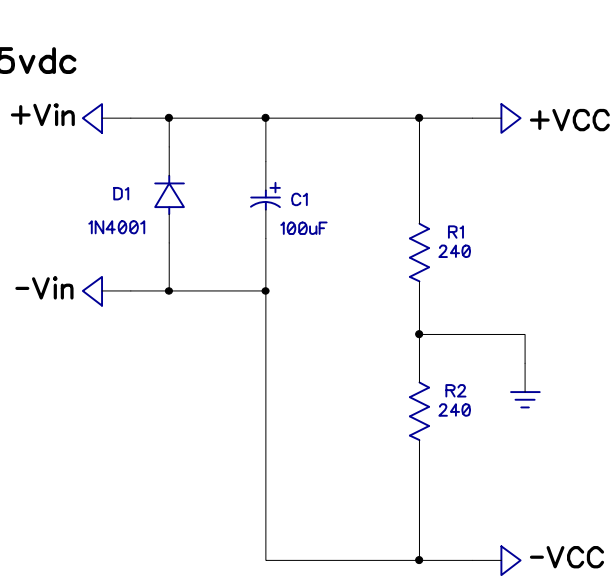 5vdc
+Vin
+VCC
D1
1N4001
+
C1
100uF
R1
240
-Vin
R2
240
-VCC